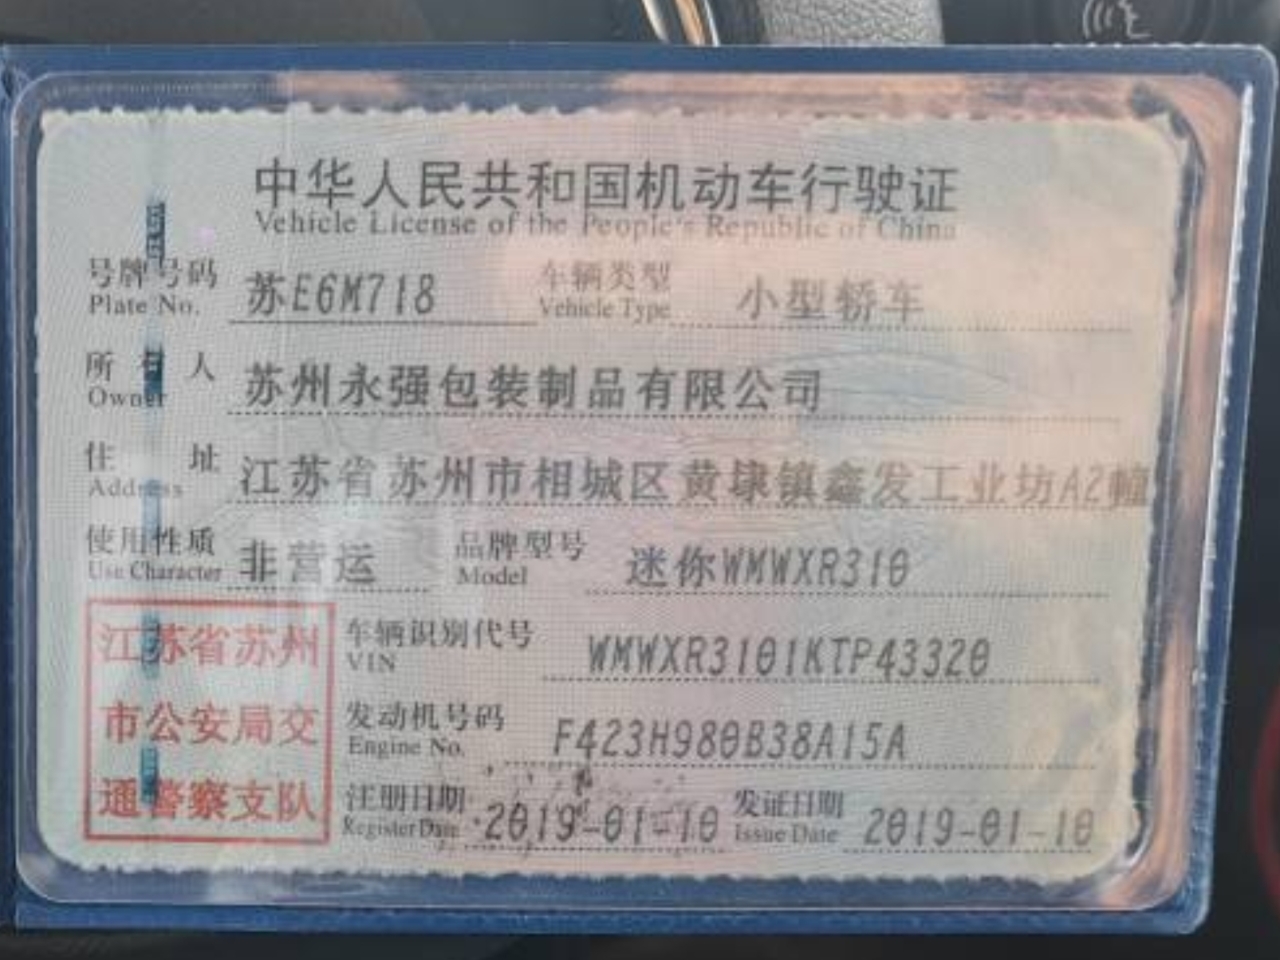 中华人民共和国机动车行驶证
Vehicle License of the People's Republic of China
号牌号码 苏E6M718 车辆类型 小型轿车
Plate No. Vehicle Type
所有人 苏州永强包装制品有限公司
Owner
住址 江苏省苏州市相城区黄埭镇鑫发工业坊A2幢
Address
使用性质 非营运 品牌型号 迷你WMWXR310
Use Character Model
江苏省苏州
市公安局交
通警察支队
车辆识别代号 WMWXR3101KTP43320
VIN
发动机号码 F423H980B38A15A
Engine No.
注册日期 2019-01-10 发证日期 2019-01-10
Register Date Issue Date